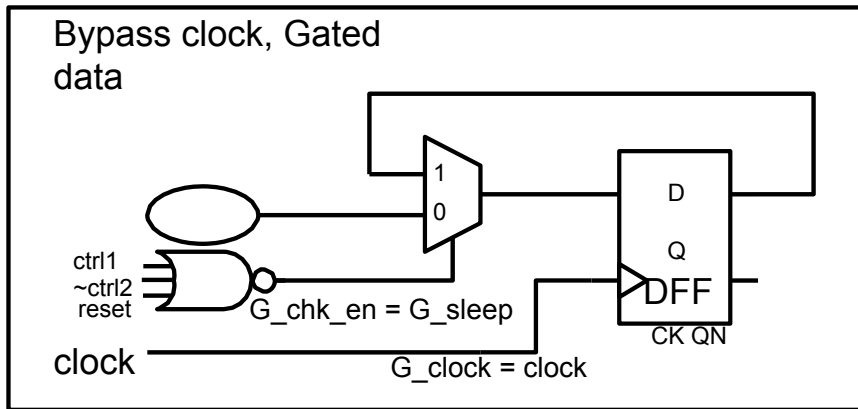 Bypass clock, Gated
data
1
D
0
Q
ctrl1
~ctrl2
reset
G_chk_en = G_sleep
DFF
CK QN
clock
G_clock = clock